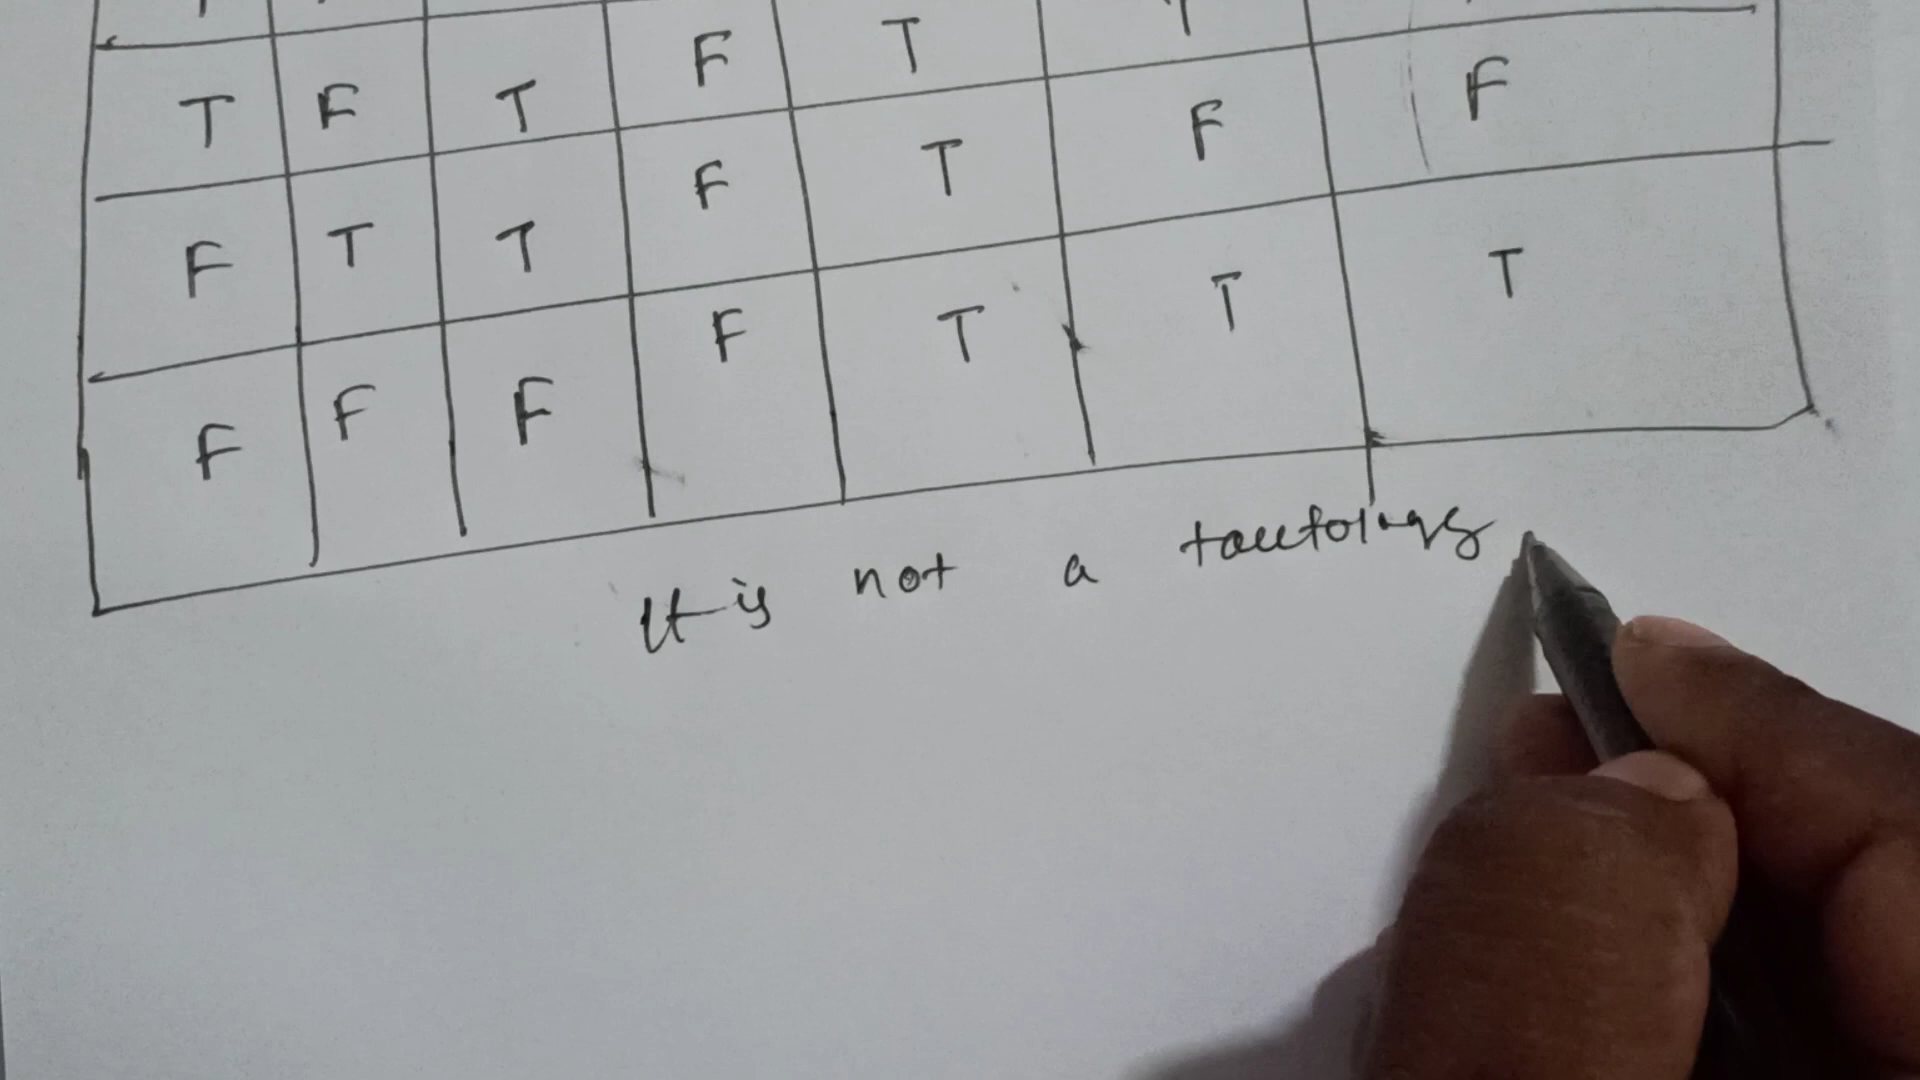 T F T F T T
F T T F T F F
F F F F T T T
It is not a tautology